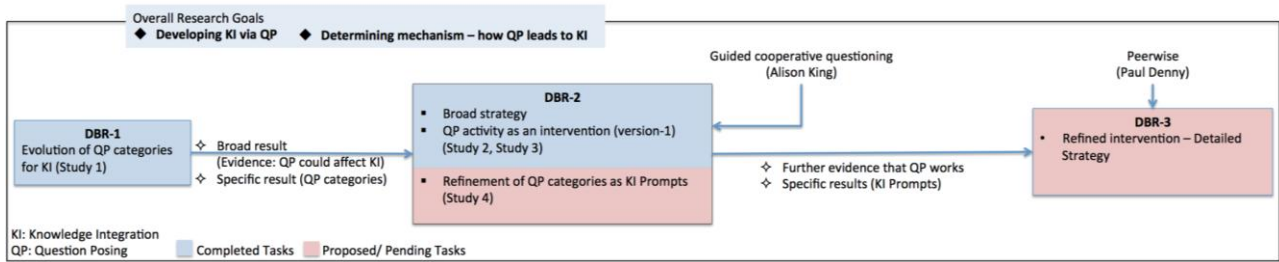 Overall Research Goals
◆ Developing KI via QP ◆ Determining mechanism – how QP leads to KI
Guided cooperative questioning
(Alison King)
Peerwise
(Paul Denny)
DBR-1
Evolution of QP categories
for KI (Study 1)
✧ Broad result
(Evidence: QP could affect KI)
✧ Specific result (QP categories)
DBR-2
▪ Broad strategy
▪ QP activity as an intervention (version-1)
(Study 2, Study 3)
▪ Refinement of QP categories as KI Prompts
(Study 4)
✧ Further evidence that QP works
✧ Specific results (KI Prompts)
DBR-3
▪ Refined intervention – Detailed
Strategy
KI: Knowledge Integration
QP: Question Posing
Completed Tasks
Proposed/ Pending Tasks